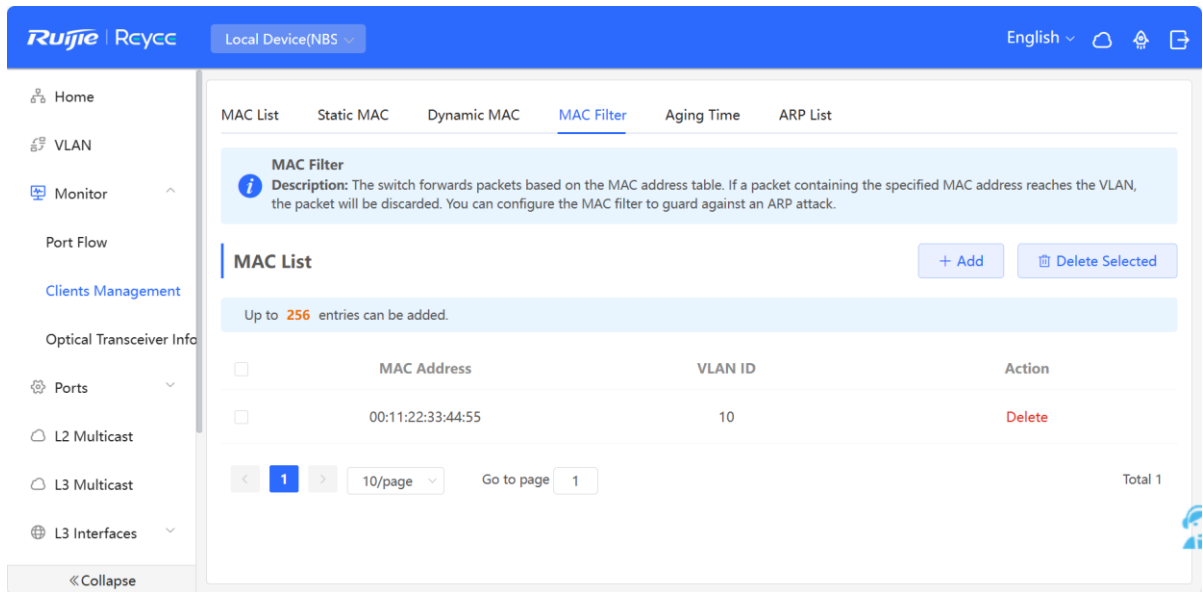 Ruijie | Rcycc Local Device(NBS English
Home
VLAN
Monitor
Port Flow
Clients Management
Optical Transceiver Info
Ports
L2 Multicast
L3 Multicast
L3 Interfaces
«Collapse
MAC List Static MAC Dynamic MAC MAC Filter Aging Time ARP List
MAC Filter
Description: The switch forwards packets based on the MAC address table. If a packet containing the specified MAC address reaches the VLAN,
the packet will be discarded. You can configure the MAC filter to guard against an ARP attack.
MAC List + Add Delete Selected
Up to 256 entries can be added.
MAC Address VLAN ID Action
00:11:22:33:44:55 10 Delete
< 1 > 10/page Go to page 1 Total 1